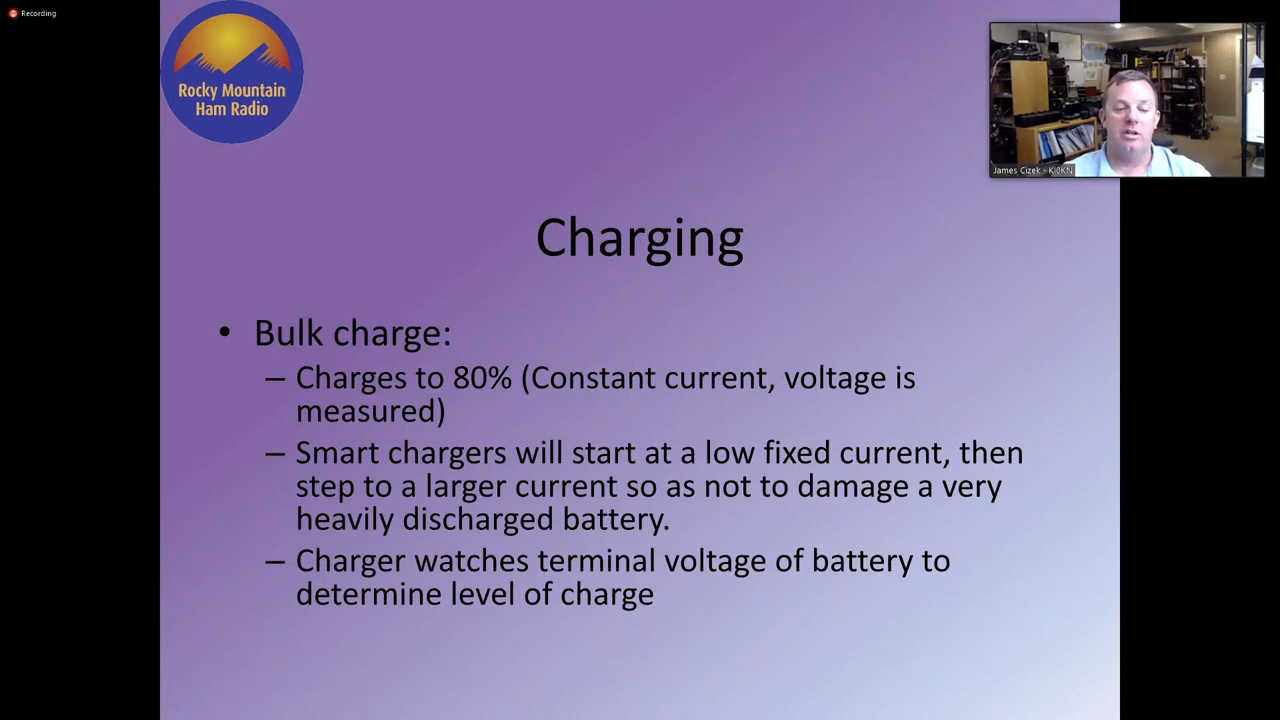 Recording
Rocky Mountain
Ham Radio
James Cizek - KI0KN
Charging
• Bulk charge:
– Charges to 80% (Constant current, voltage is
measured)
– Smart chargers will start at a low fixed current, then
step to a larger current so as not to damage a very
heavily discharged battery.
– Charger watches terminal voltage of battery to
determine level of charge